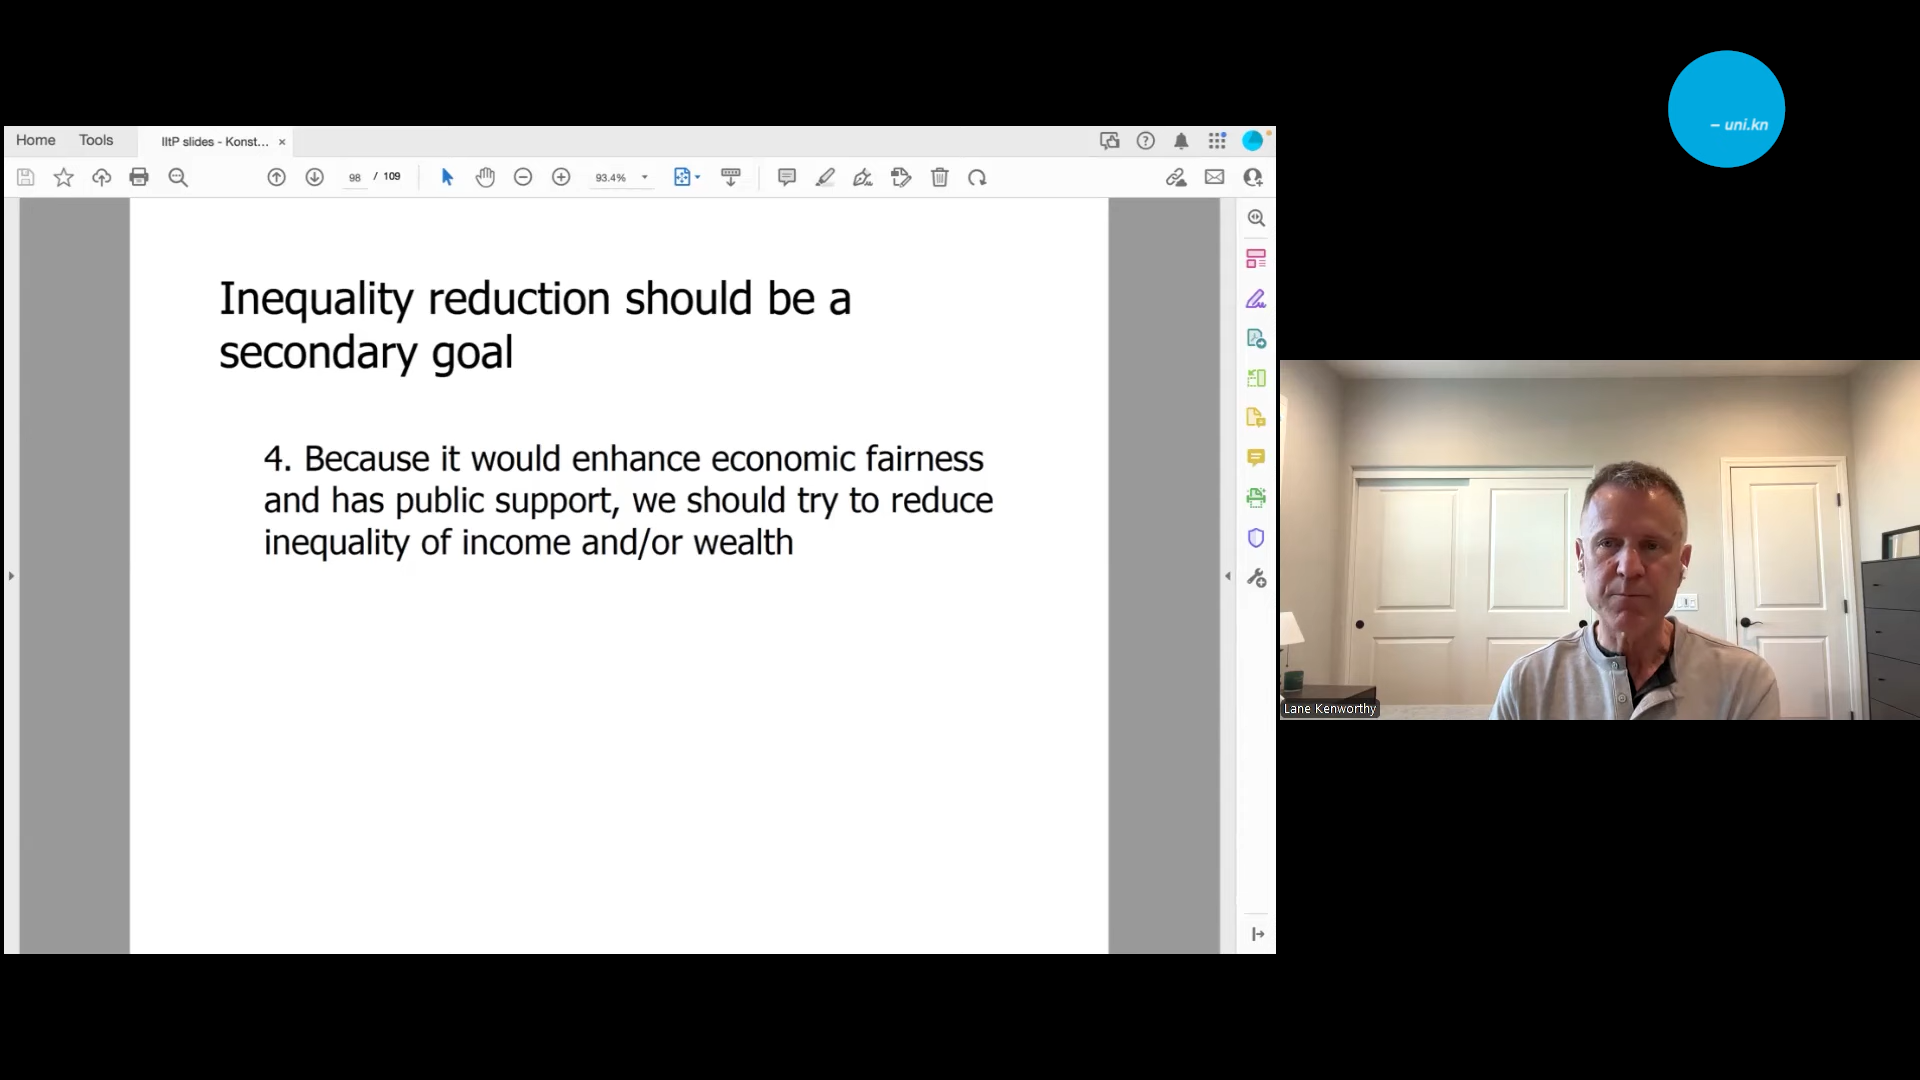 – uni.kn
Home Tools IItP slides - Konst... ×
98 / 109 93.4%
Inequality reduction should be a
secondary goal
4. Because it would enhance economic fairness
and has public support, we should try to reduce
inequality of income and/or wealth
Lane Kenworthy